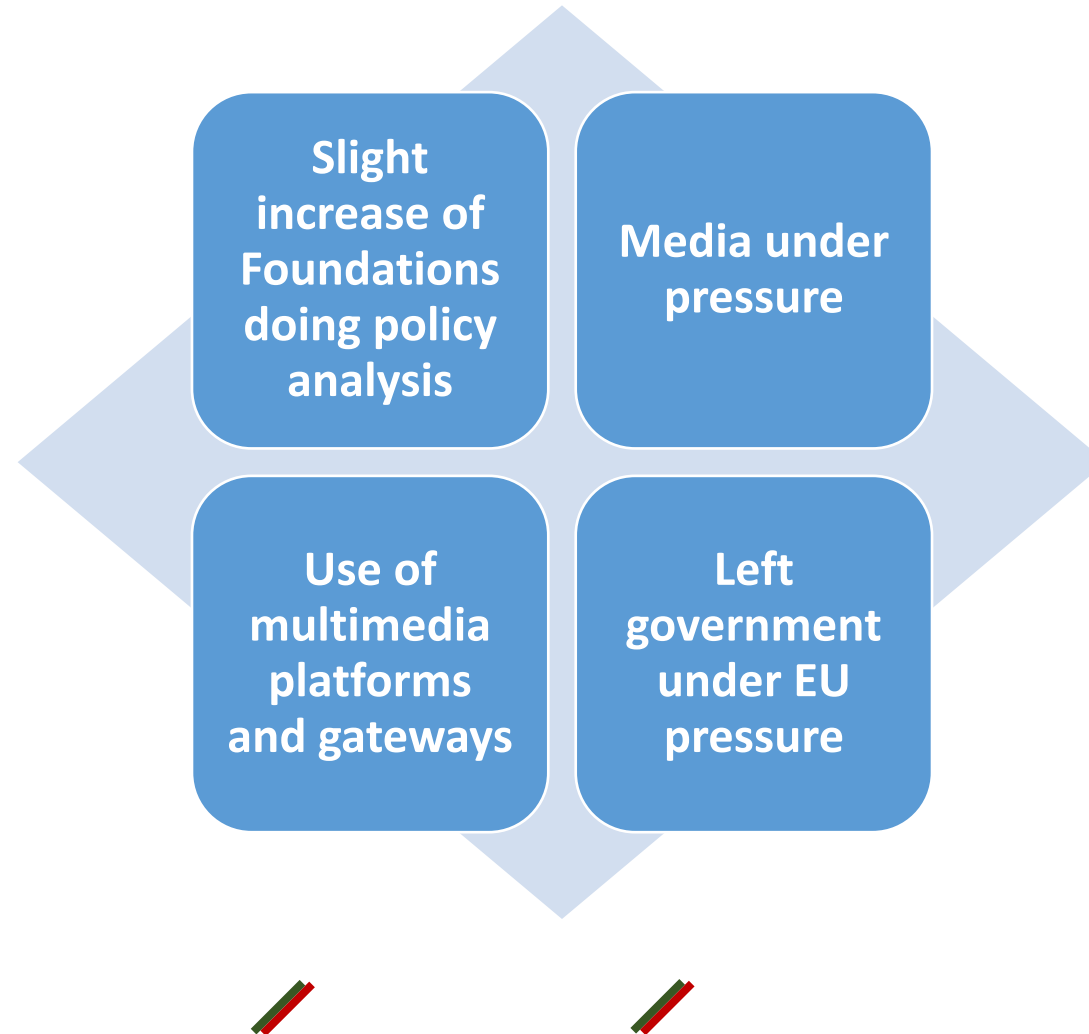 Slight
increase of
Foundations
doing policy
analysis
Media under
pressure
Use of
multimedia
platforms
and gateways
Left
government
under EU
pressure